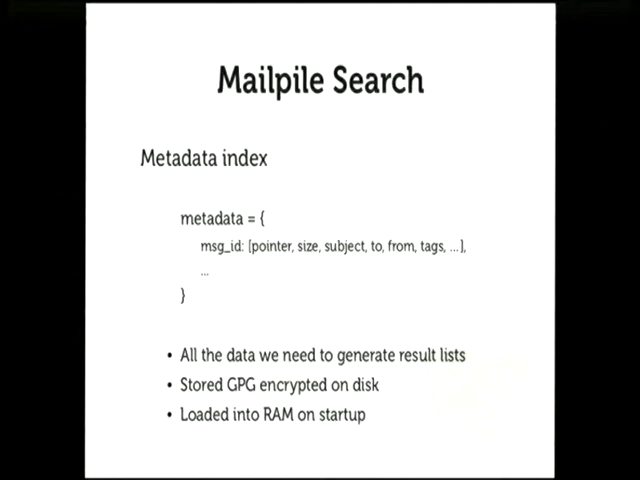 Mailpile Search
Metadata index
metadata = {
msg_id: [pointer, size, subject, to, from, tags, ...],
...
}
• All the data we need to generate result lists
• Stored GPG encrypted on disk
• Loaded into RAM on startup